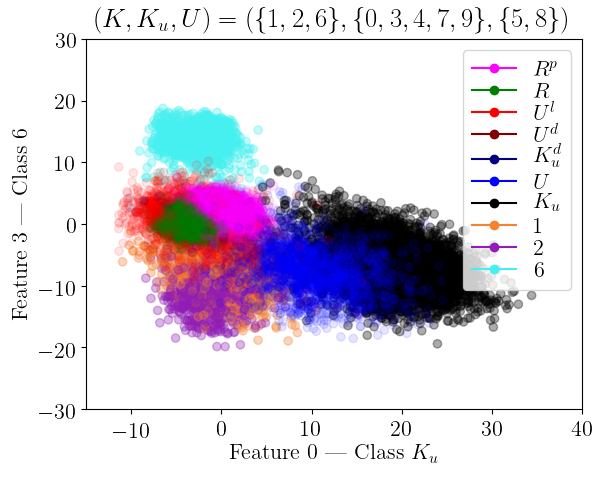 (K, K_u, U) = ({1, 2, 6}, {0, 3, 4, 7, 9}, {5, 8})
30
20
10
0
−10
−20
−30
Feature 3 — Class 6
R^p
R
U^l
U^d
K_u^d
U
K_u
1
2
6
−10
0
10
20
30
40
Feature 0 — Class K_u